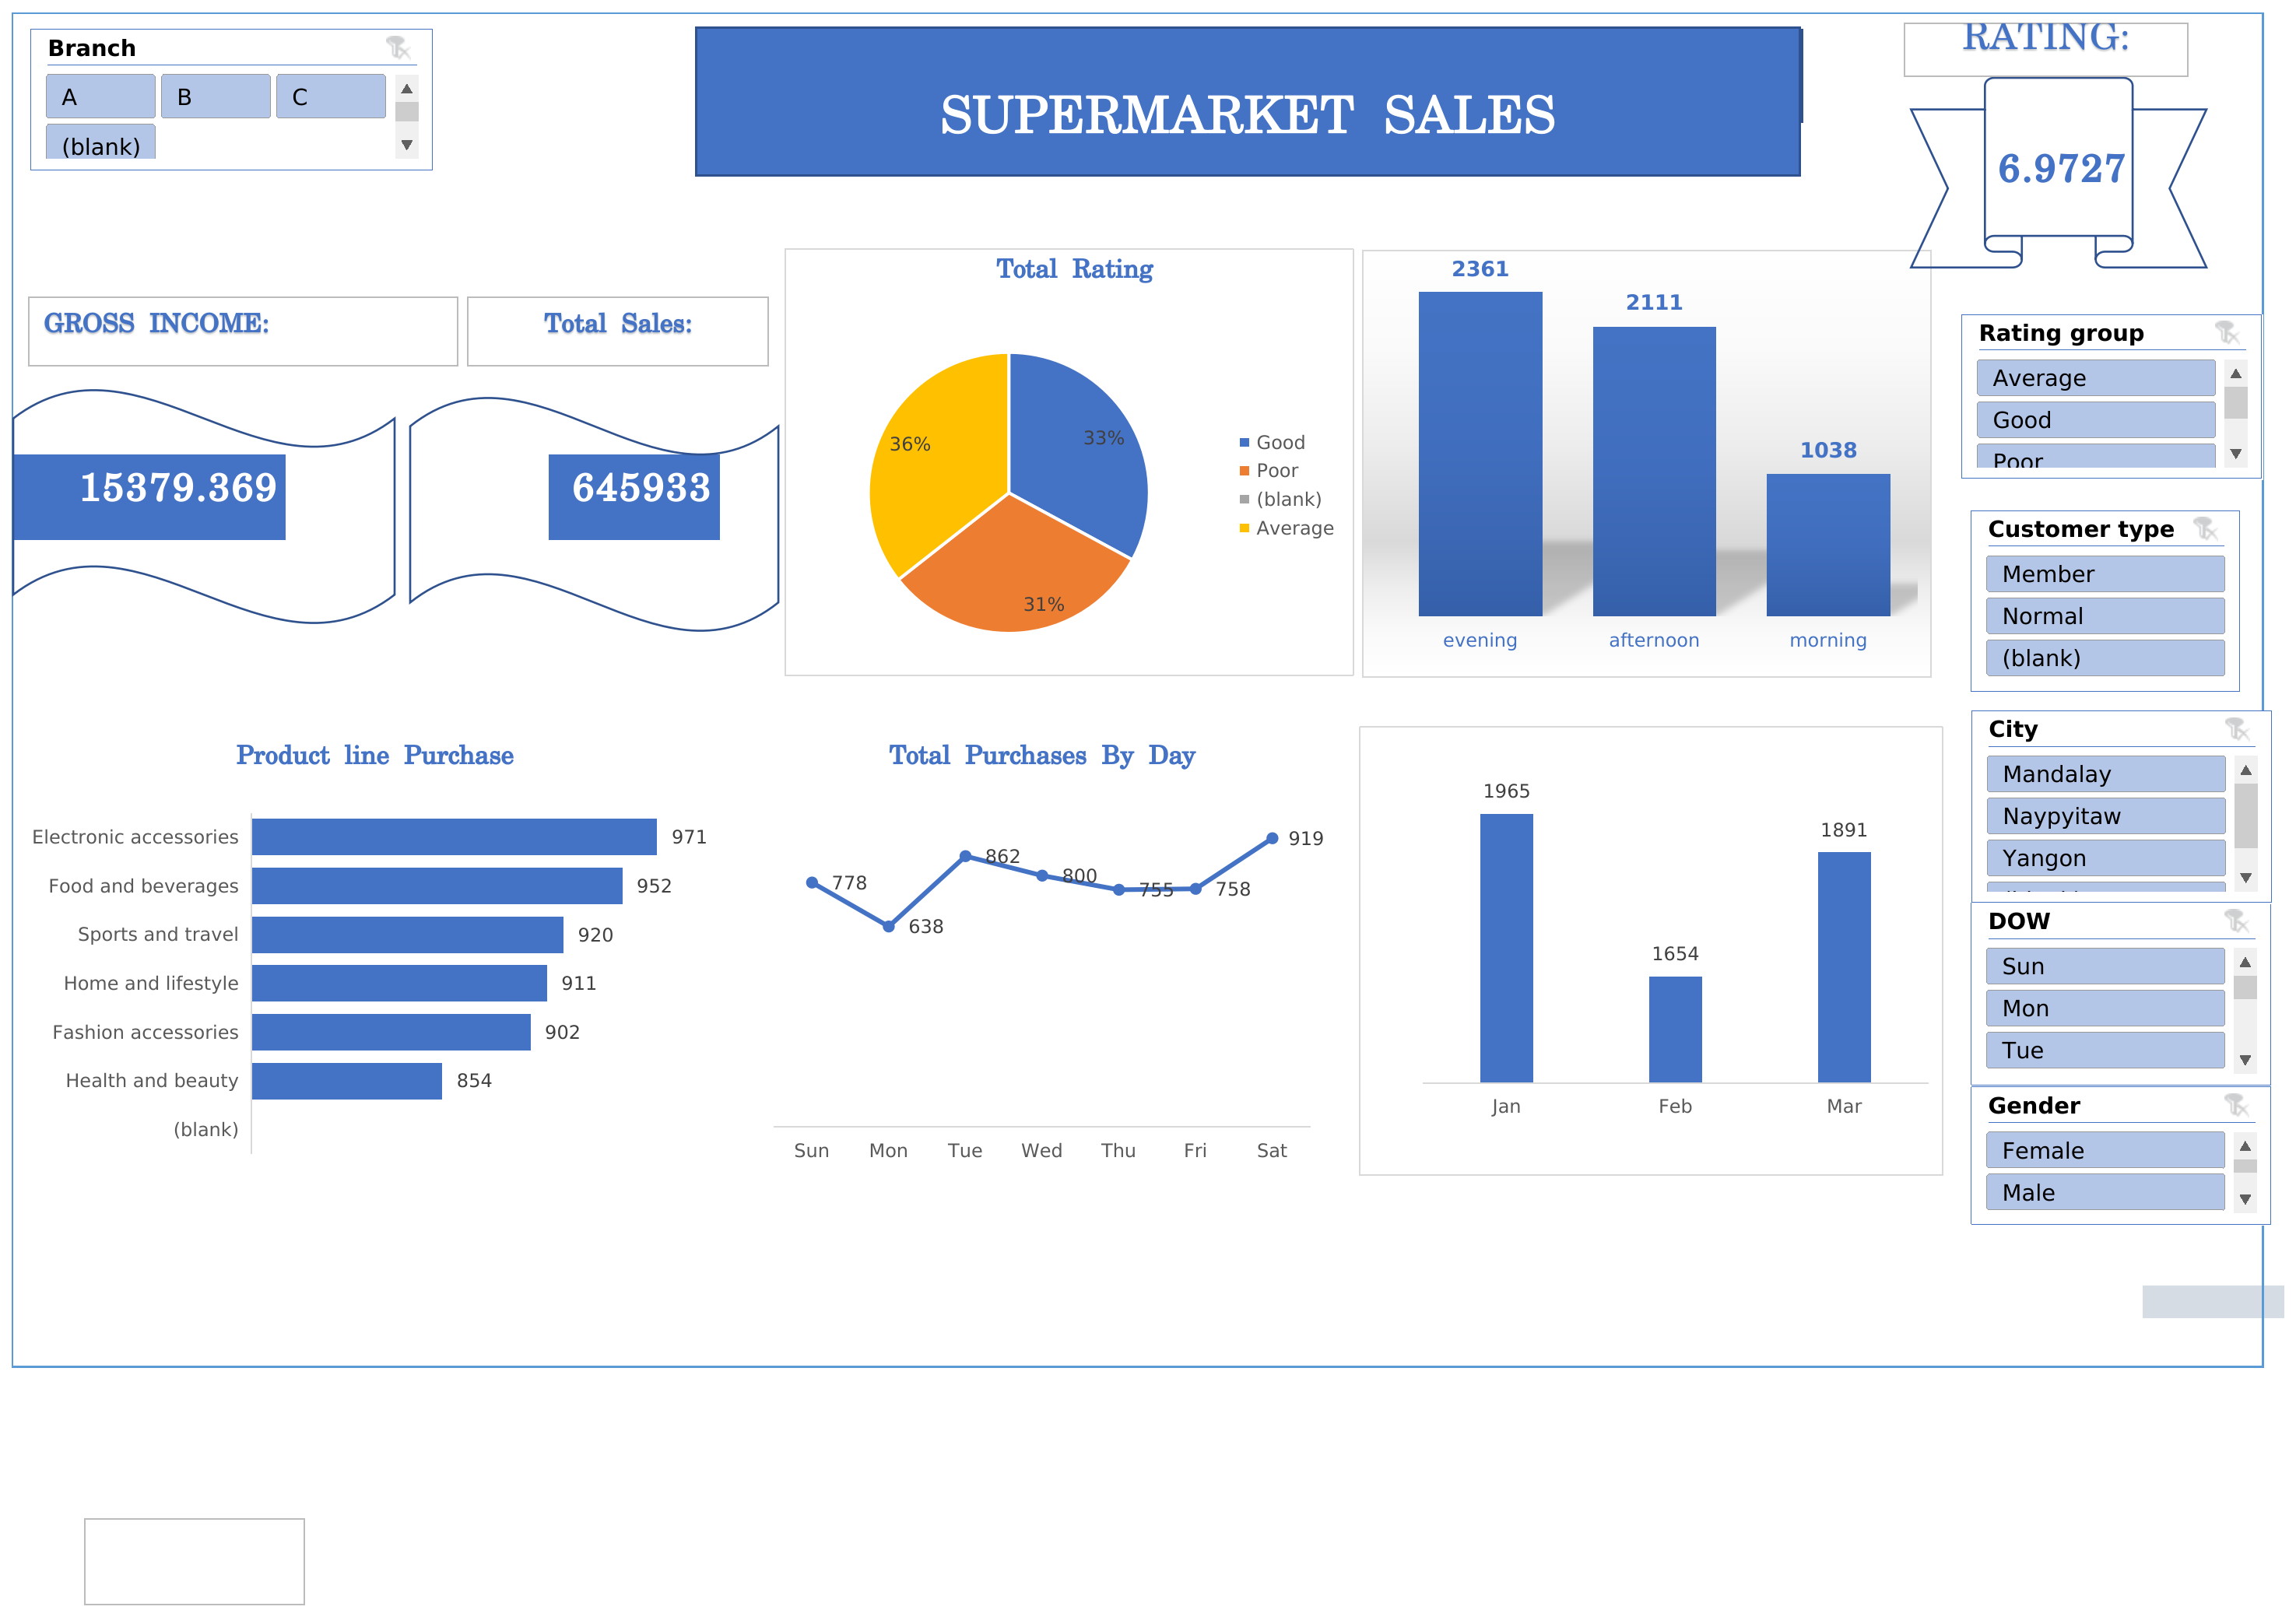 Branch
A
B
C
(blank)
SUPERMARKET SALES
RATING:
6.9727
GROSS INCOME:
Total Sales:
15379.369
645933
Total Rating
36%
33%
31%
Good
Poor
(blank)
Average
2361
2111
1038
evening
afternoon
morning
Rating group
Average
Good
Poor
Customer type
Member
Normal
(blank)
Product line Purchase
Electronic accessories
971
Food and beverages
952
Sports and travel
920
Home and lifestyle
911
Fashion accessories
902
Health and beauty
854
(blank)
Total Purchases By Day
778
638
862
800
755
758
919
Sun
Mon
Tue
Wed
Thu
Fri
Sat
1965
1654
1891
Jan
Feb
Mar
City
Mandalay
Naypyitaw
Yangon
DOW
Sun
Mon
Tue
Gender
Female
Male